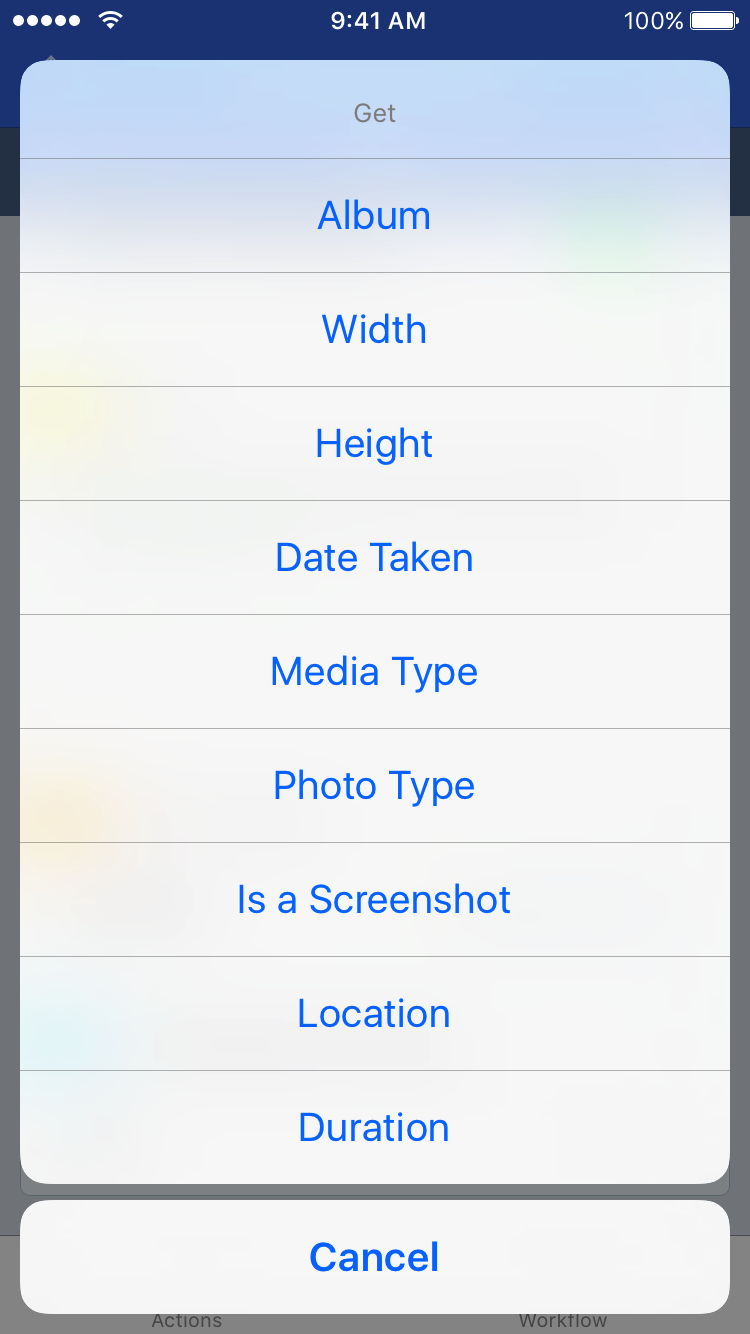 9:41 AM 100%
Get
Album
Width
Height
Date Taken
Media Type
Photo Type
Is a Screenshot
Location
Duration
Cancel
Actions Workflow